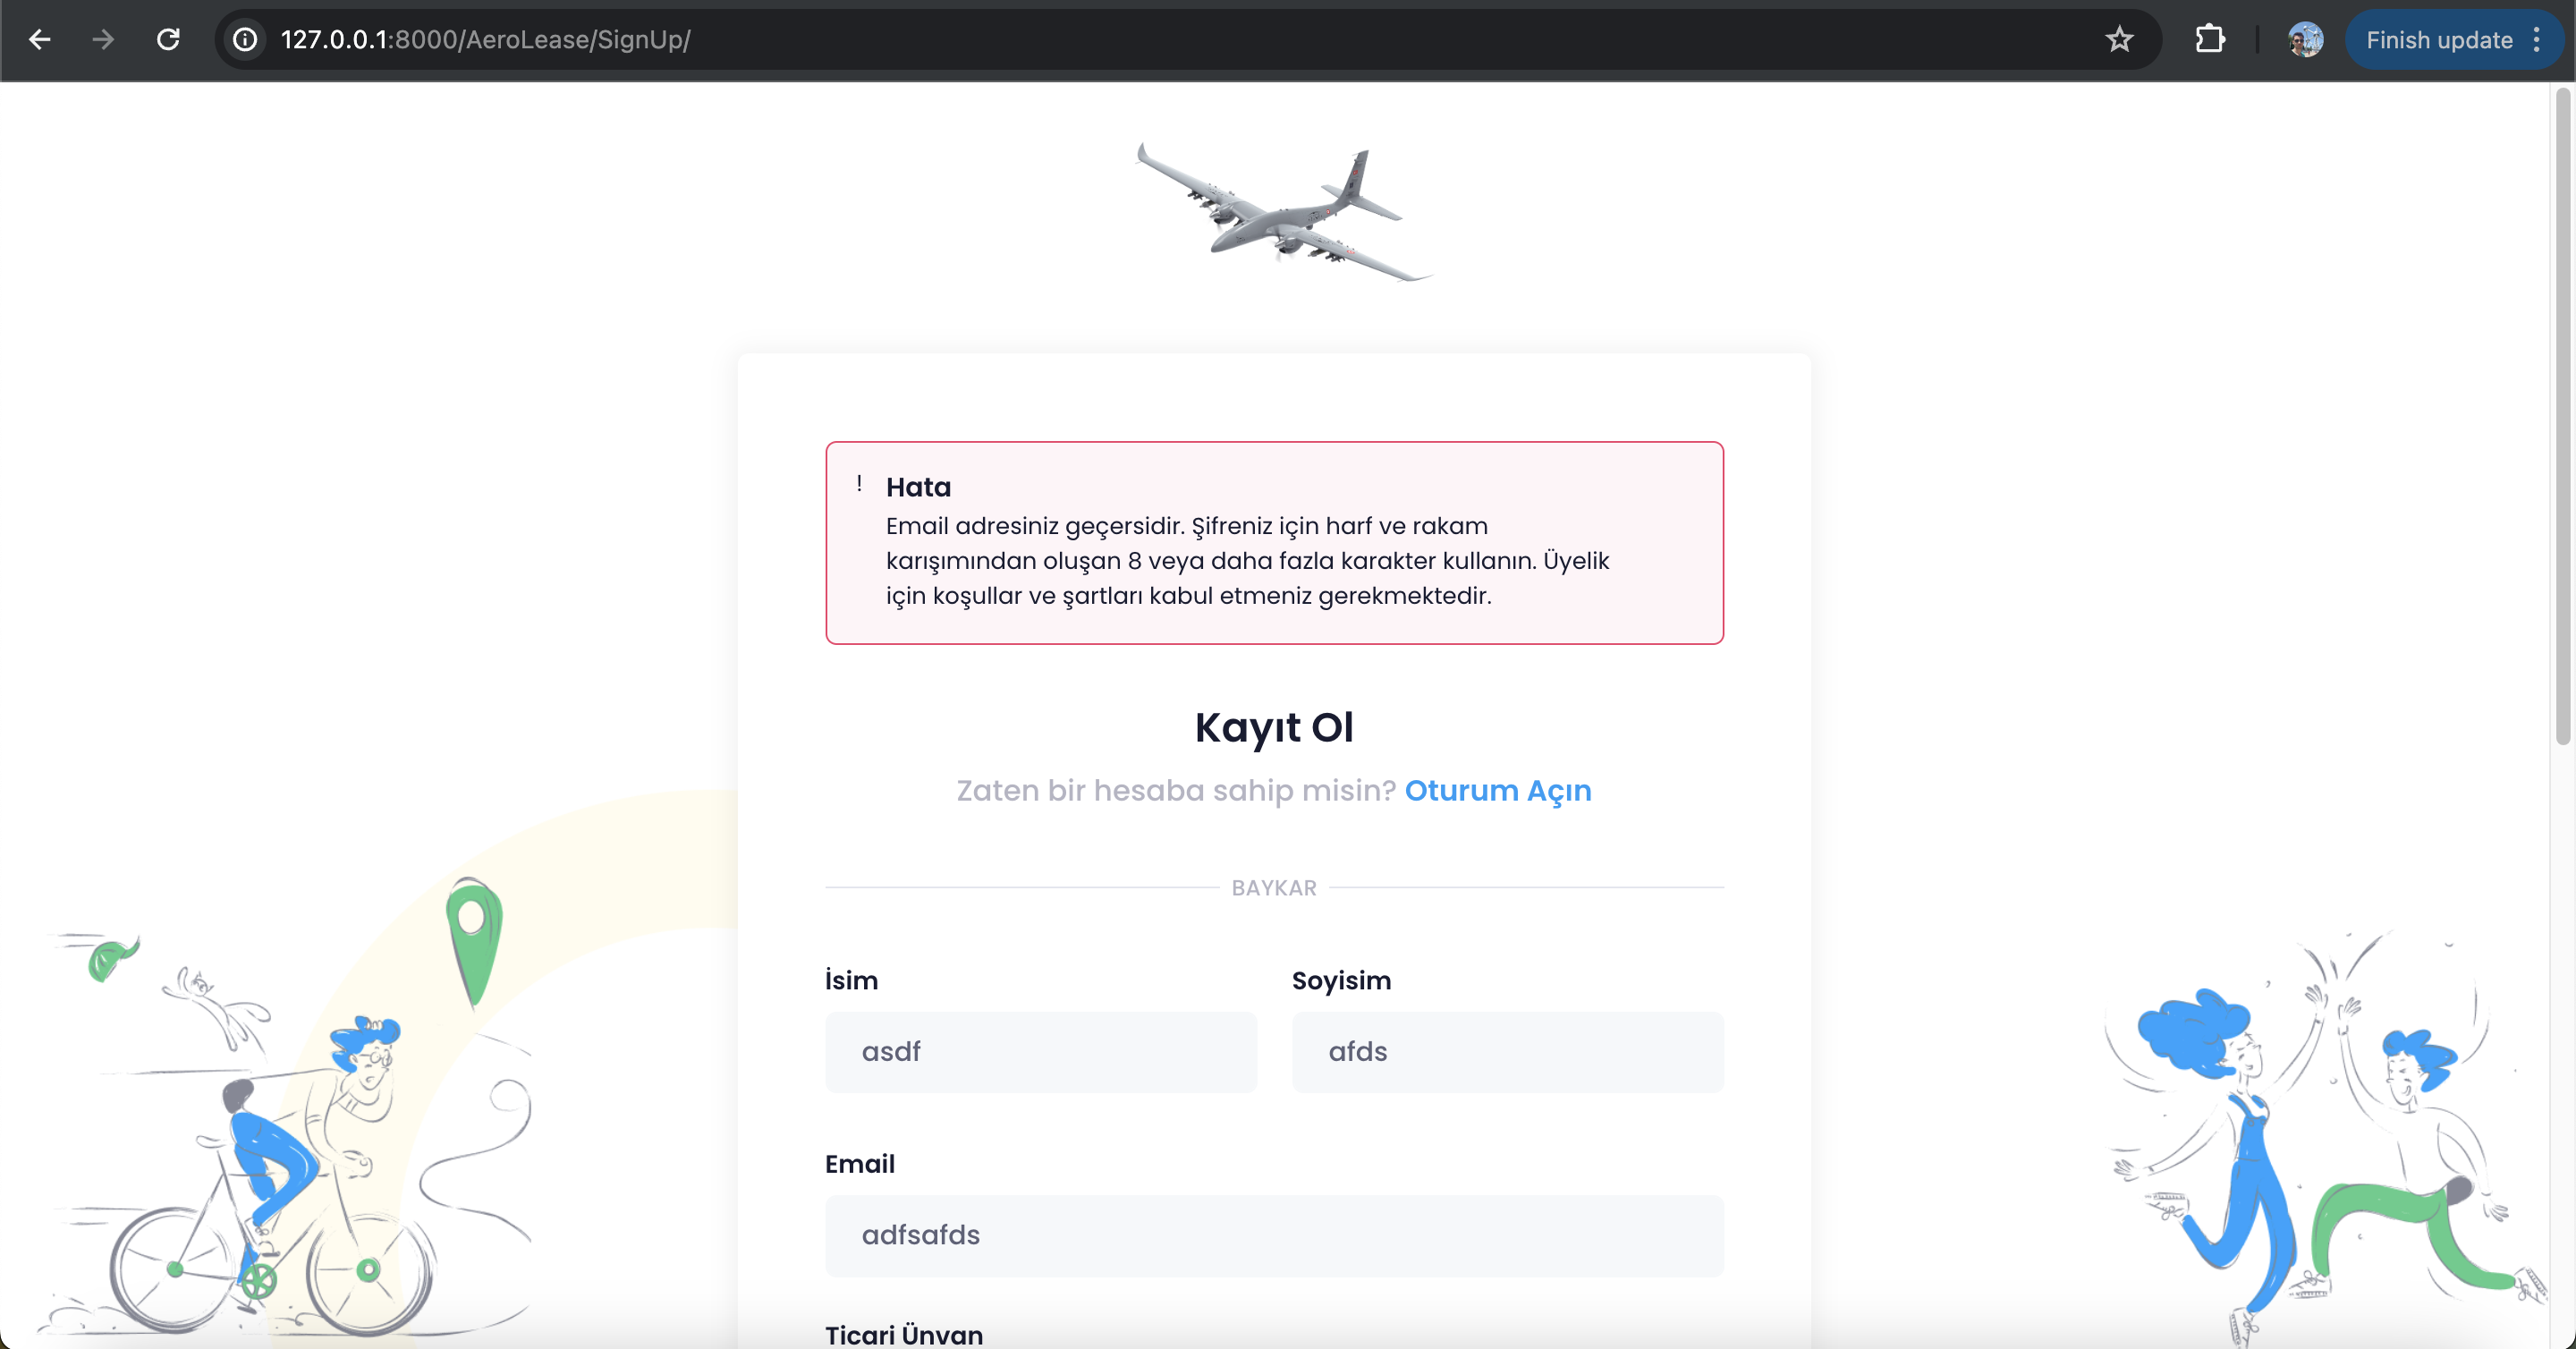 127.0.0.1:8000/AeroLease/SignUp/
Finish update
! Hata
Email adresiniz geçersidir. Şifreniz için harf ve rakam
karışımından oluşan 8 veya daha fazla karakter kullanın. Üyelik
için koşullar ve şartları kabul etmeniz gerekmektedir.
Kayıt Ol
Zaten bir hesaba sahip misin? Oturum Açın
BAYKAR
İsim
Soyisim
asdf
afds
Email
adfsafds
Ticari Ünvan